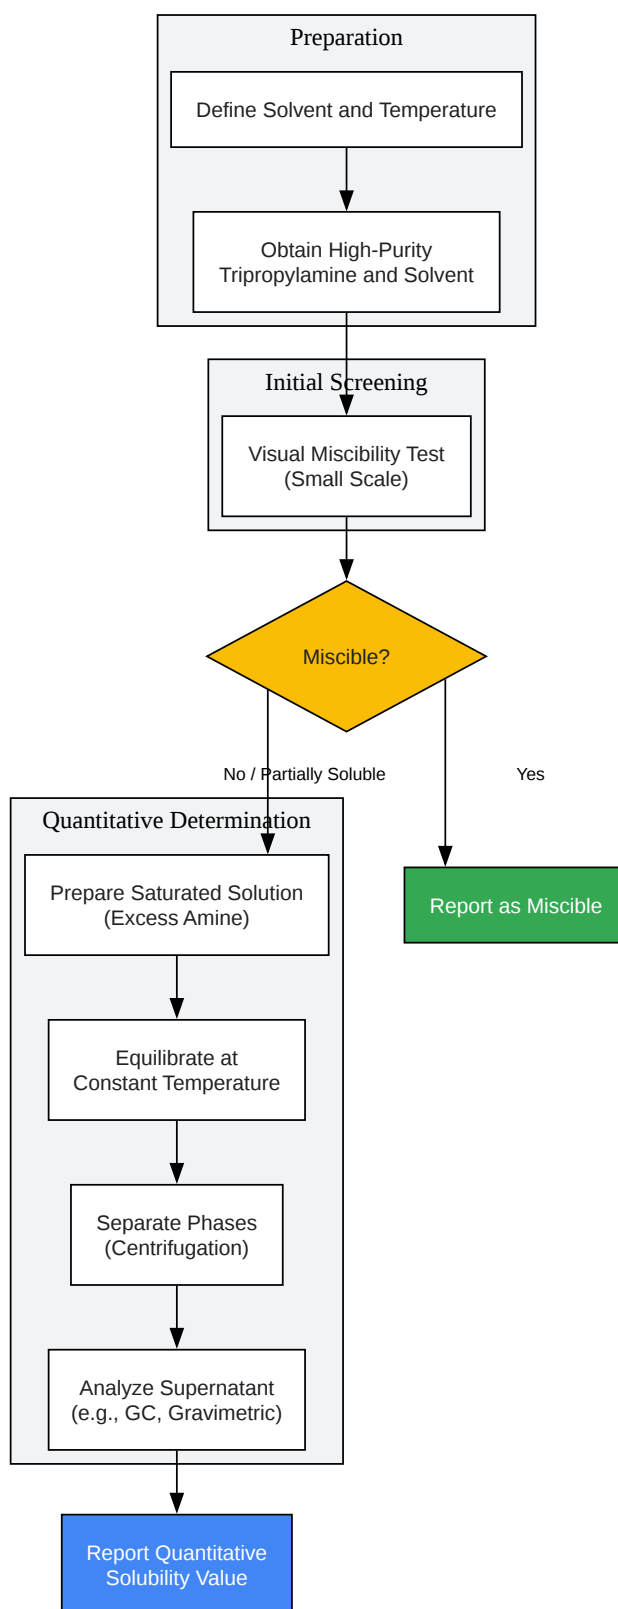 Preparation
Define Solvent and Temperature
Obtain High-Purity
Tripropylamine and Solvent
Initial Screening
Visual Miscibility Test
(Small Scale)
Miscible?
No / Partially Soluble
Yes
Quantitative Determination
Prepare Saturated Solution
(Excess Amine)
Report as Miscible
Equilibrate at
Constant Temperature
Separate Phases
(Centrifugation)
Analyze Supernatant
(e.g., GC, Gravimetric)
Report Quantitative
Solubility Value